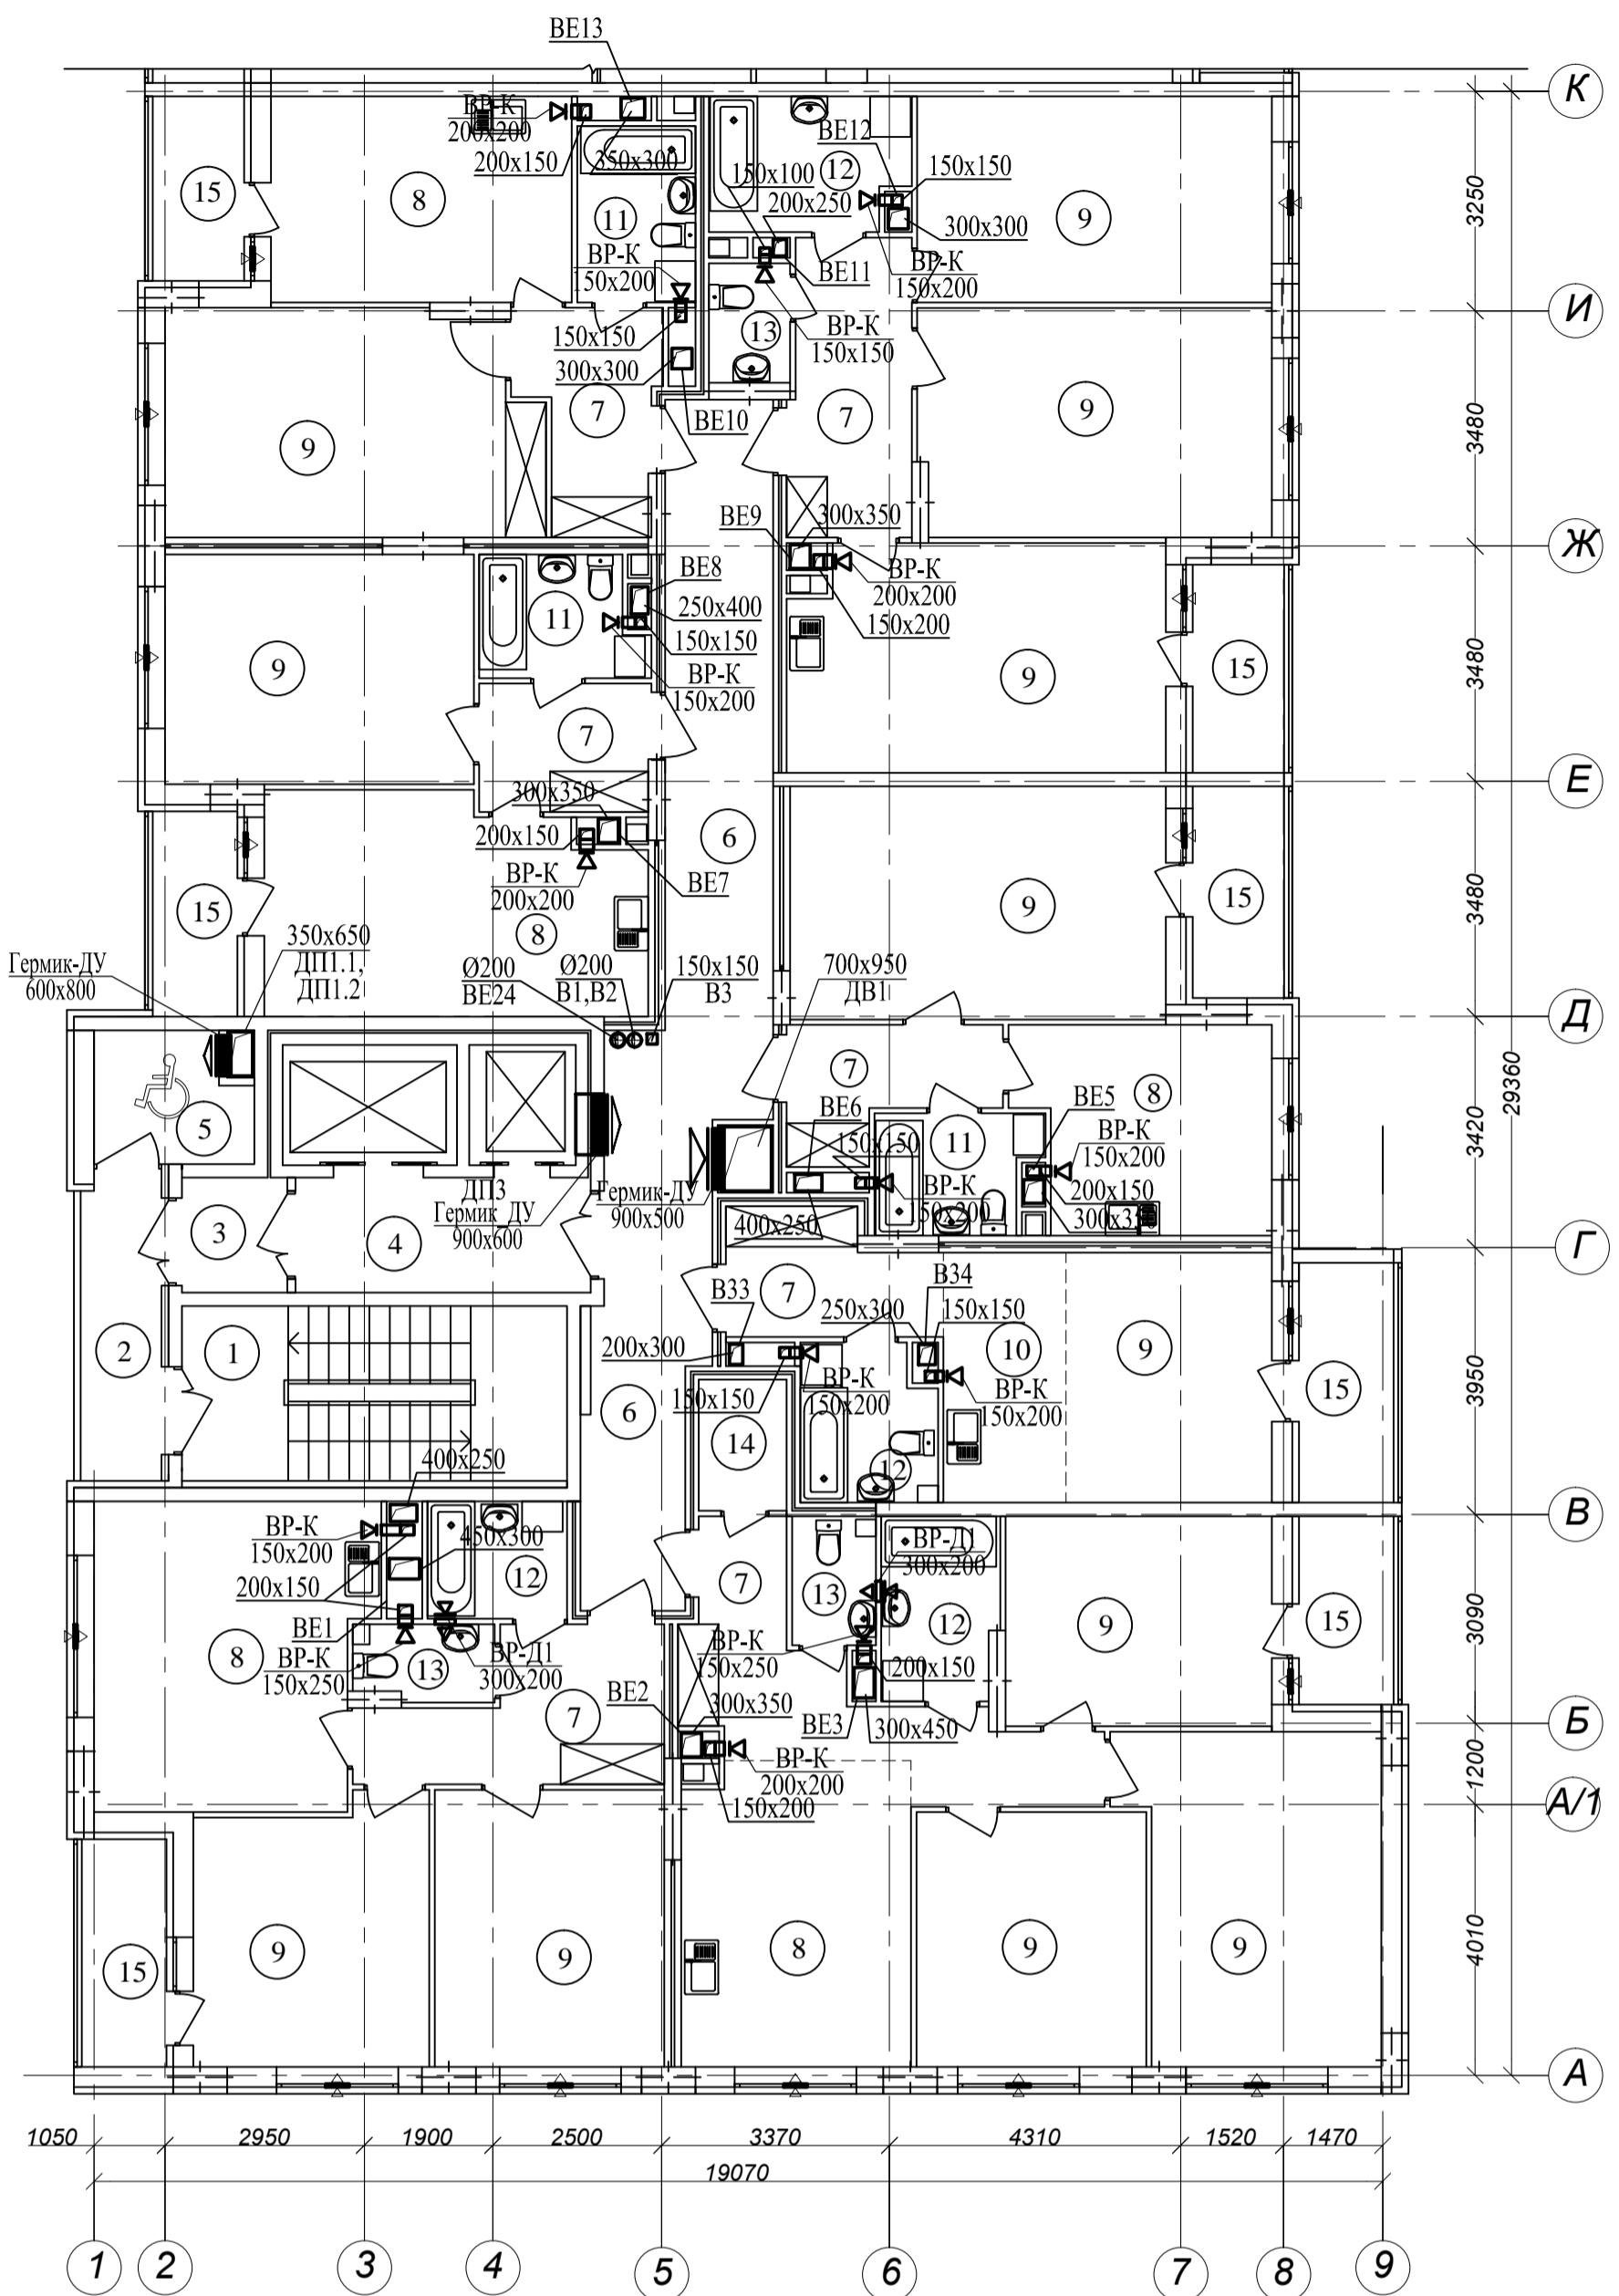 ВЕ13
К
ВР-К
200х200
200х150
350х300
ВЕ12
12
150х100
150х150
200х250
15
8
11
9
300х300
3250
ВР-К
150х200
ВЕ11
ВР-К
150х200
И
150х150
13
ВР-К
150х150
300х300
7
ВЕ10
7
9
9
3480
ВЕ9
300х350
Ж
ВЕ8
ВР-К
200х200
250х400
11
150х200
150х150
9
ВР-К
150х200
9
15
3480
7
Е
300х350
200х150
6
ВР-К
200х200
ВЕ7
15
9
15
3480
8
350х650
ДП1.1,
ДП1.2
Гермик-ДУ
600х800
Ø200
ВЕ24
Ø200
В1,В2
150х150
В3
700х950
ДВ1
Д
29360
7
8
ВЕ6
ВЕ5
5
150х150
11
ВР-К
150х200
3420
ДП3
Гермик_ДУ
900х600
Гермик-ДУ
900х500
ВР-К
150х200
200х150
300х350
400х250
3
4
Г
В33
7
В34
250х300
150х150
2
1
200х300
10
9
ВР-К
150х200
ВР-К
150х200
15
3950
150х150
6
14
12
400х250
В
ВР-К
150х200
450х300
ВР-Д1
300х200
200х150
12
7
13
12
9
15
3090
ВЕ1
8
ВР-К
150х250
13
ВР-Д1
300х200
ВР-К
150х250
200х150
ВЕ2
300х350
7
ВЕ3
300х450
Б
ВР-К
200х200
150х200
1200
А/1
15
9
9
8
9
9
4010
А
1050
2950
1900
2500
3370
4310
1520
1470
19070
1
2
3
4
5
6
7
8
9